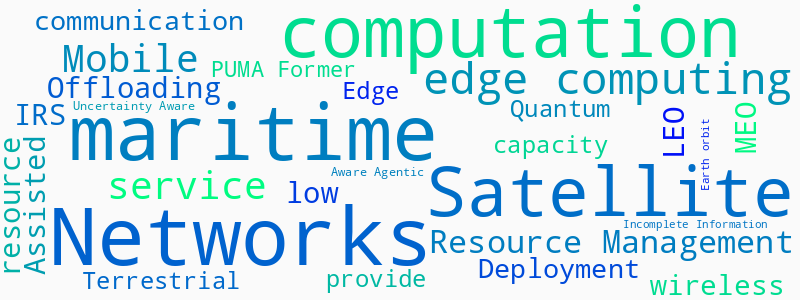 communication
computation
Mobile
PUMA Former
edge computing
Offloading
Edge
IRS
Uncertainty Aware
Quantum
maritime
LEO
MEO
Earth orbit
capacity
resource
Assisted
Aware Agentic
service
low
Satellite
Networks
Incomplete Information
Resource Management
Terrestrial
provide
Deployment
wireless